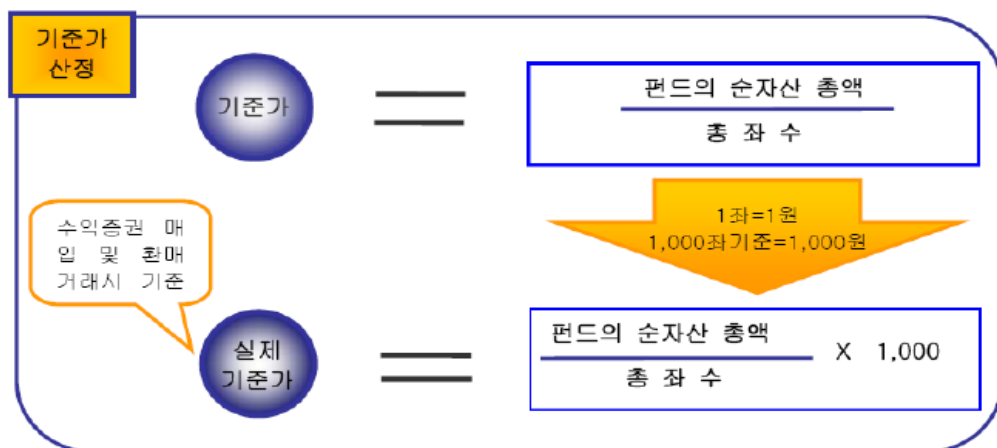 기준가
산정
기준가
펀드의 순자산 총액
총 좌 수
1좌=1원
1,000좌기준=1,000원
수익증권 매
입 및 환매
거래시 기준
실제
기준가
펀드의 순자산 총액
총 좌 수
X 1,000